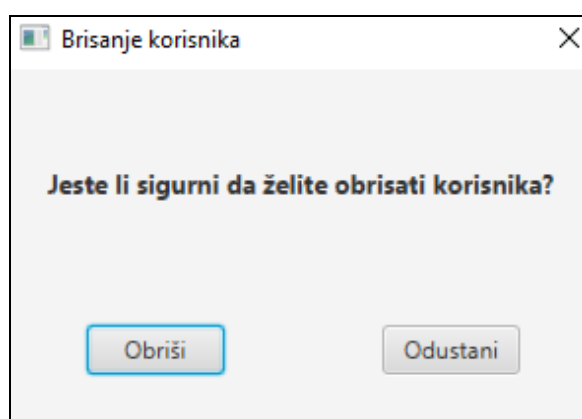 Brisanje korisnika
Jeste li sigurni da želite obrisati korisnika?
Obriši Odustani